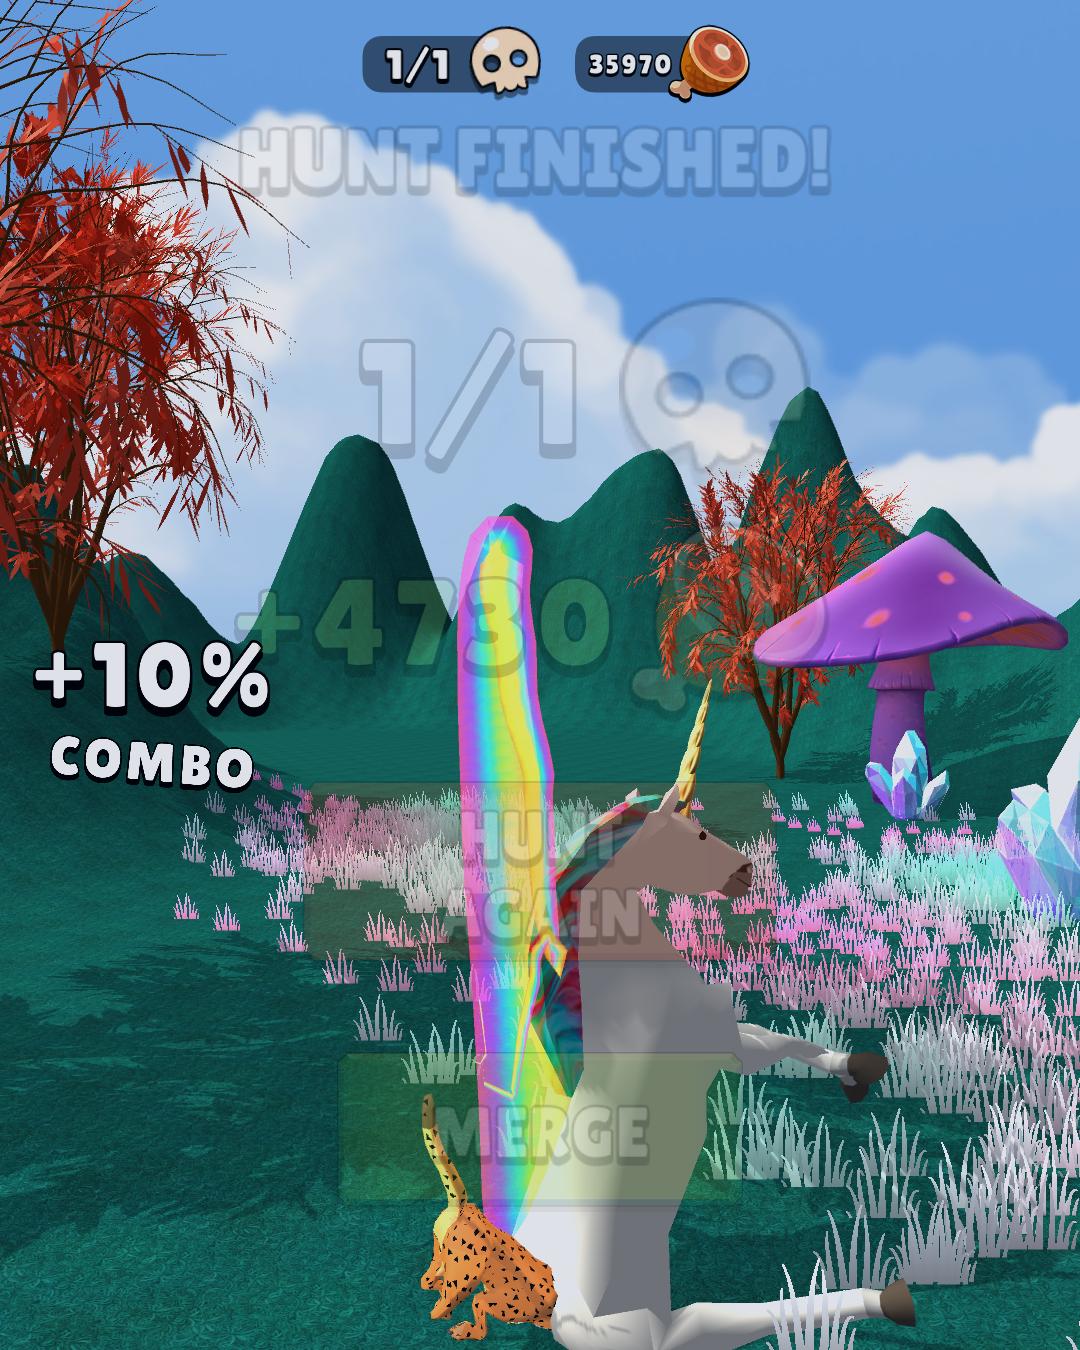 1/1
35970
HUNT FINISHED!
1/1
+4730
+10%
COMBO
HUNT
AGAIN
MERGE